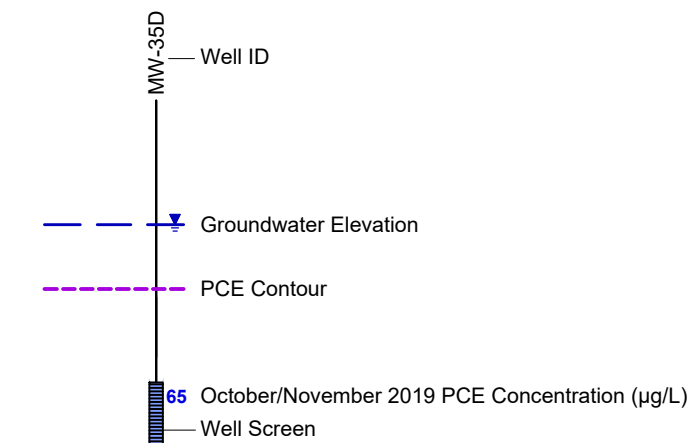 MW-35D
Well ID
Groundwater Elevation
PCE Contour
65 October/November 2019 PCE Concentration (µg/L)
Well Screen